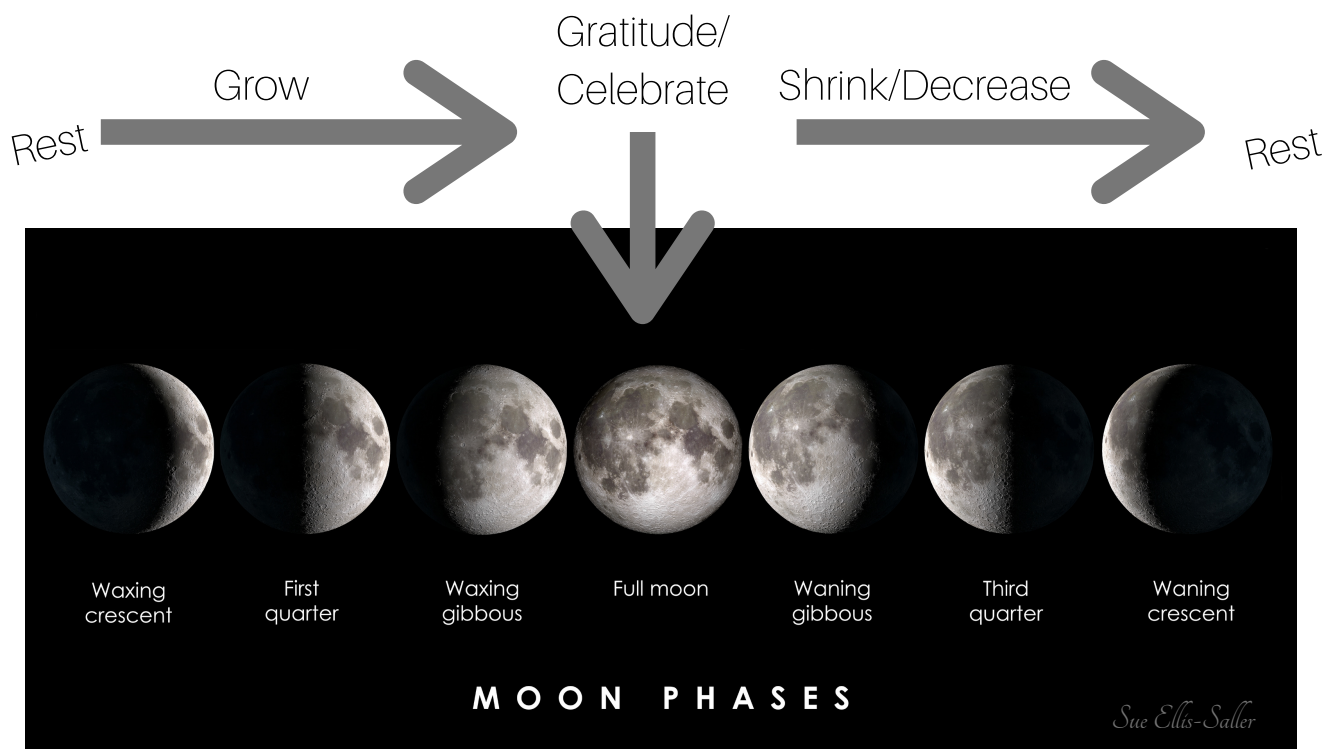 Gratitude/
Celebrate
Grow
Shrink/Decrease
Rest
Rest
Waxing
crescent
First
quarter
Waxing
gibbous
Full moon
Waning
gibbous
Third
quarter
Waning
crescent
MOON PHASES
Sue Ellis-Saller